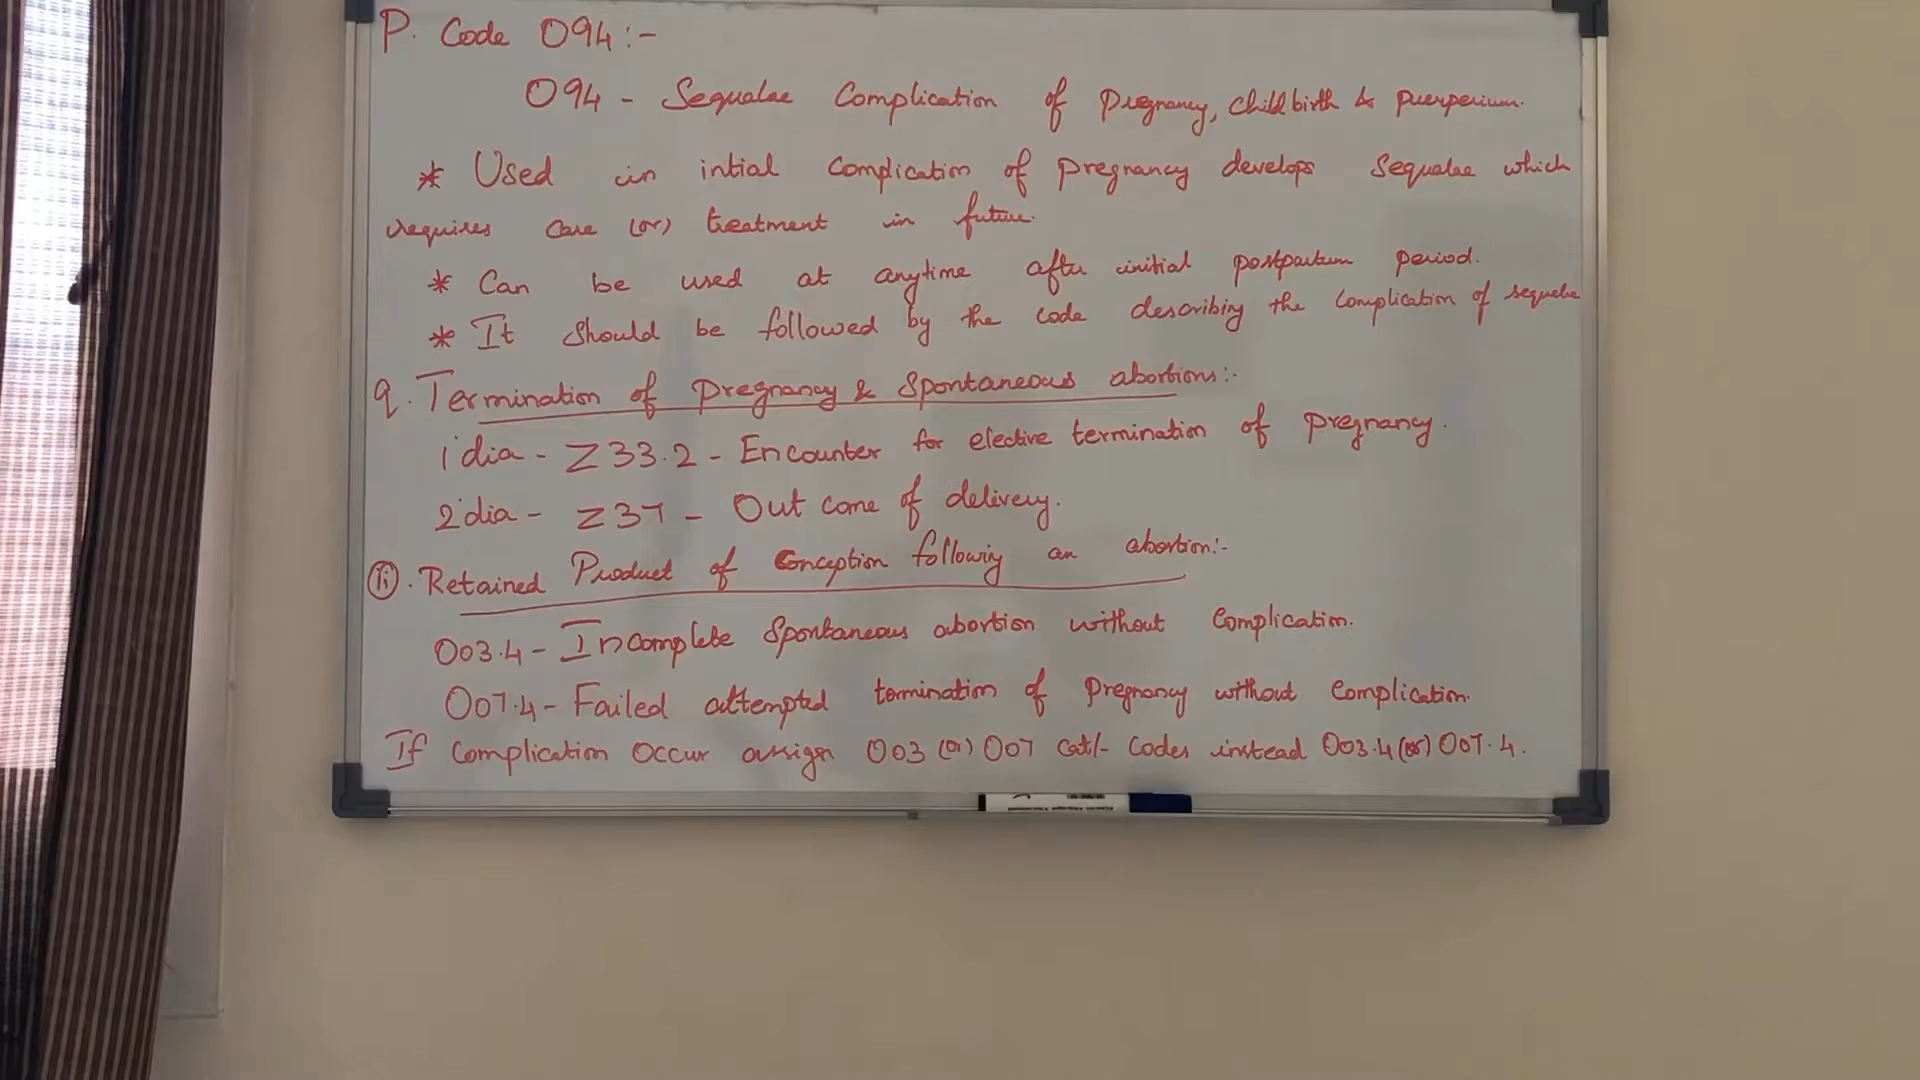 P. Code O94:-
O94 - Sequalae Complication of pregnancy, childbirth & puerperium.
* Used in intial complication of pregnancy develops sequalae which
requires care (or) treatment in future.
* Can be used at anytime after initial postpartum period.
* It should be followed by the code describing the complication of sequelae
q. Termination of pregnancy & spontaneous abortions:-
1°dia - Z33.2 - Encounter for elective termination of pregnancy.
2°dia - Z37 - Out come of delivery.
(ii). Retained Product of conception following an abortion:-
O03.4 - Incomplete Spontaneous abortion without complication.
O07.4 - Failed attempted termination of pregnancy without complication.
If complication occur assign O03 (or) O07 cat/- codes instead O03.4 (or) O07.4.